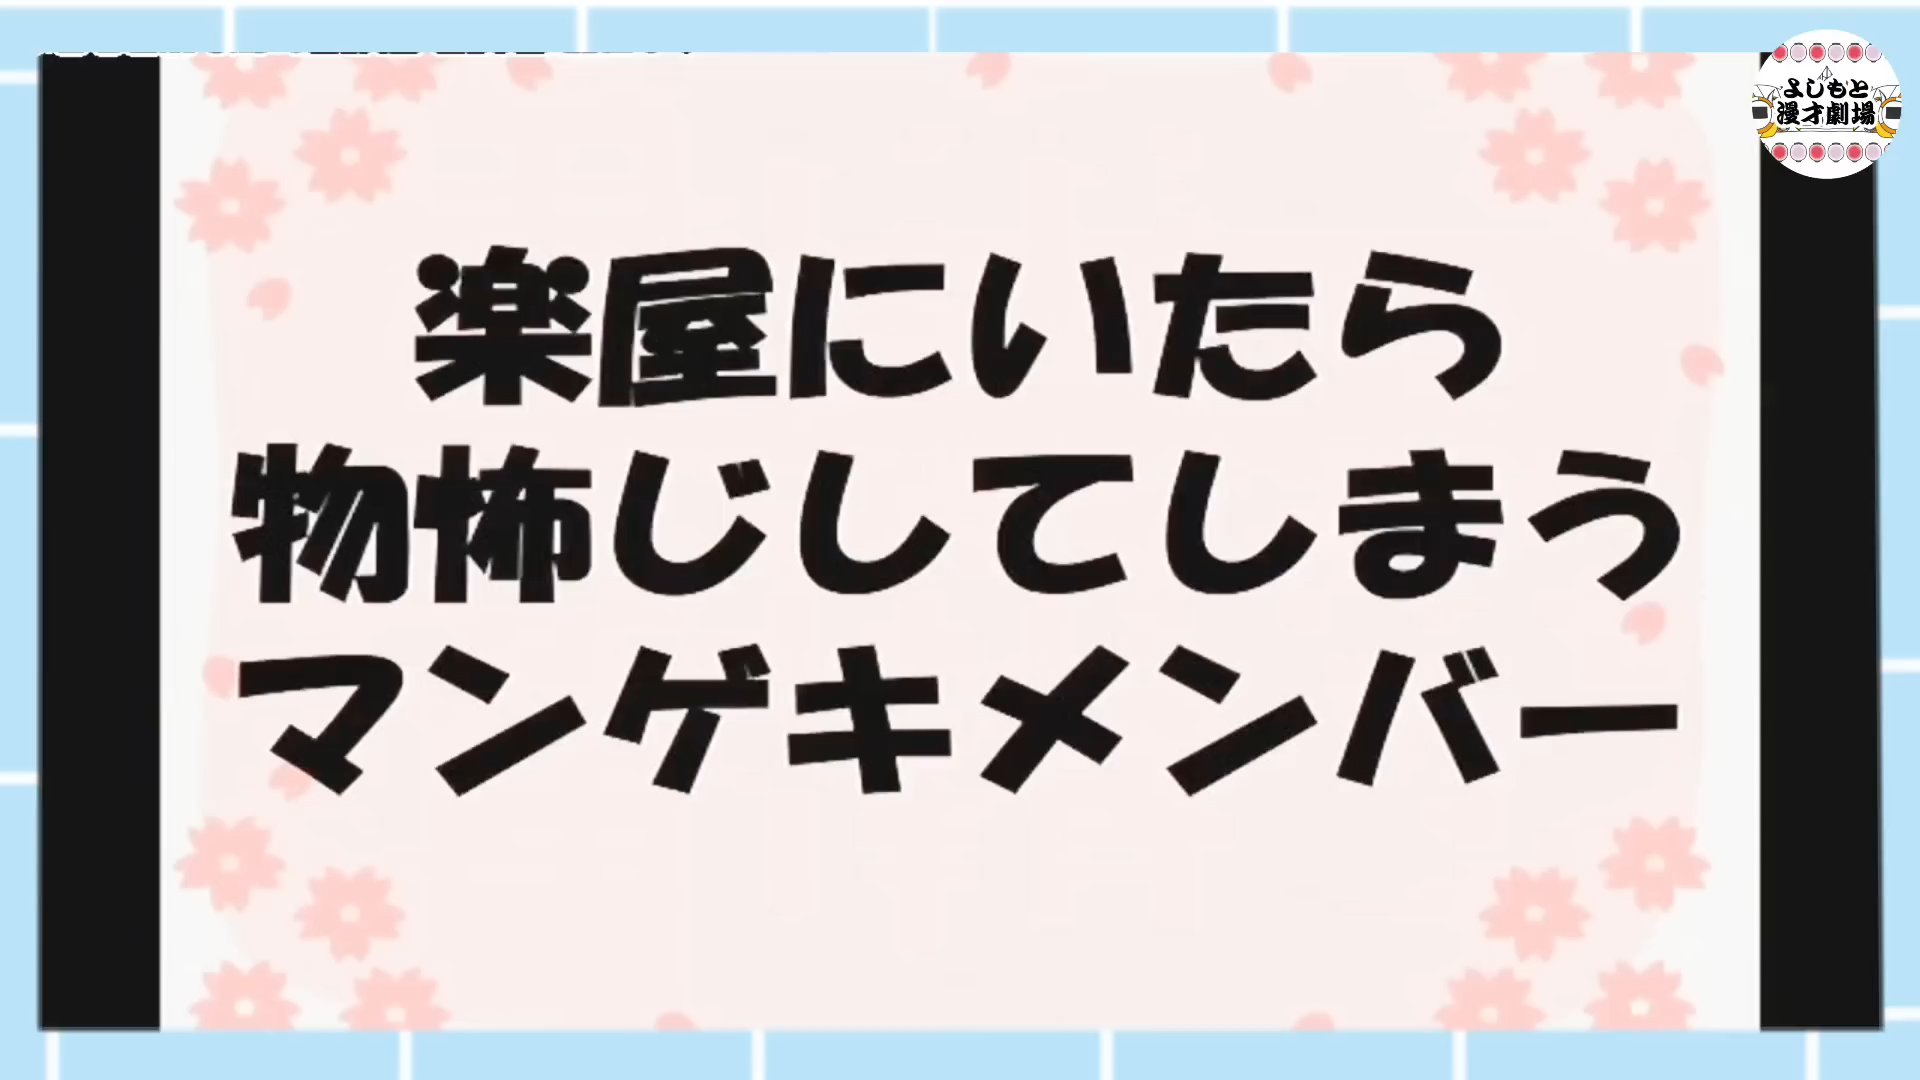 よしもと
漫才劇場
楽屋にいたら
物怖じしてしまう
マンゲキメンバー